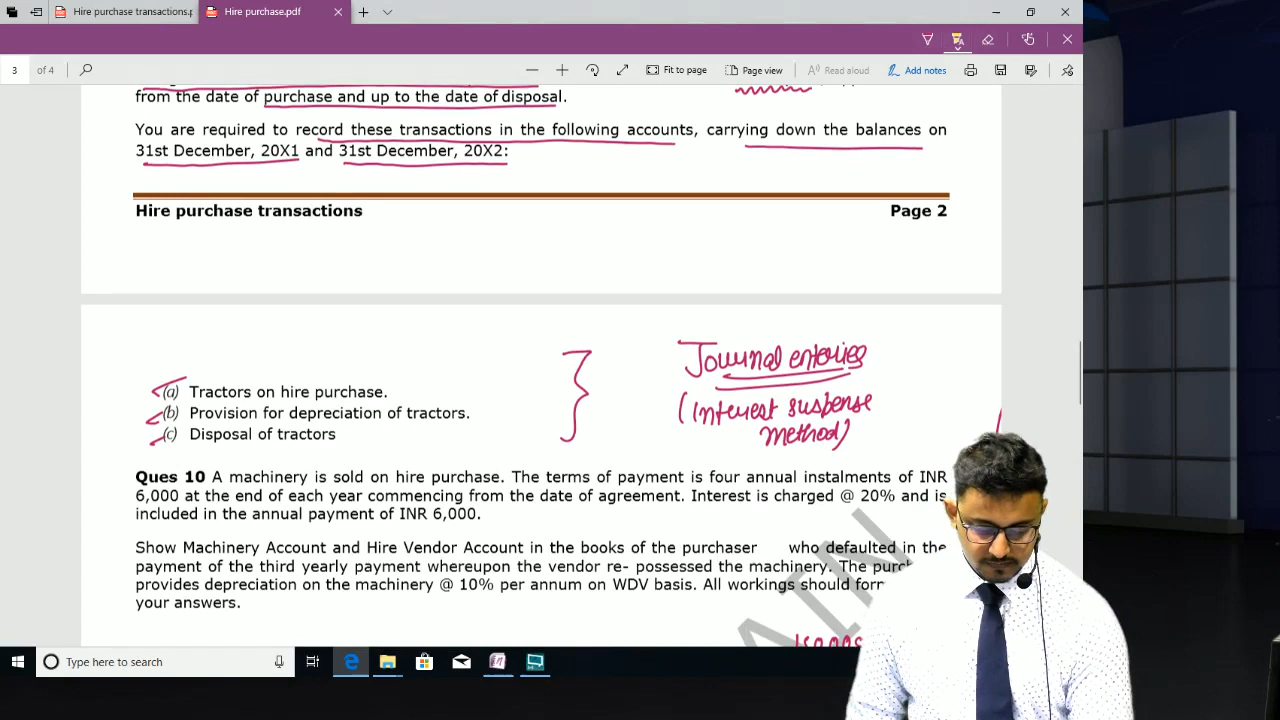 Hire purchase transactions.p
Hire purchase.pdf
3 of 4
Fit to page
Page view
Read aloud
Add notes
from the date of purchase and up to the date of disposal.
You are required to record these transactions in the following accounts, carrying down the balances on
31st December, 20X1 and 31st December, 20X2:
Hire purchase transactions Page 2
Journal entries
(a) Tractors on hire purchase.
(Interest suspense
(b) Provision for depreciation of tractors.
method)
(c) Disposal of tractors
Ques 10 A machinery is sold on hire purchase. The terms of payment is four annual instalments of INR
6,000 at the end of each year commencing from the date of agreement. Interest is charged @ 20% and is
included in the annual payment of INR 6,000.
Show Machinery Account and Hire Vendor Account in the books of the purchaser who defaulted in the
payment of the third yearly payment whereupon the vendor re- possessed the machinery. The purc
provides depreciation on the machinery @ 10% per annum on WDV basis. All workings should for
your answers.
AIN
Type here to search